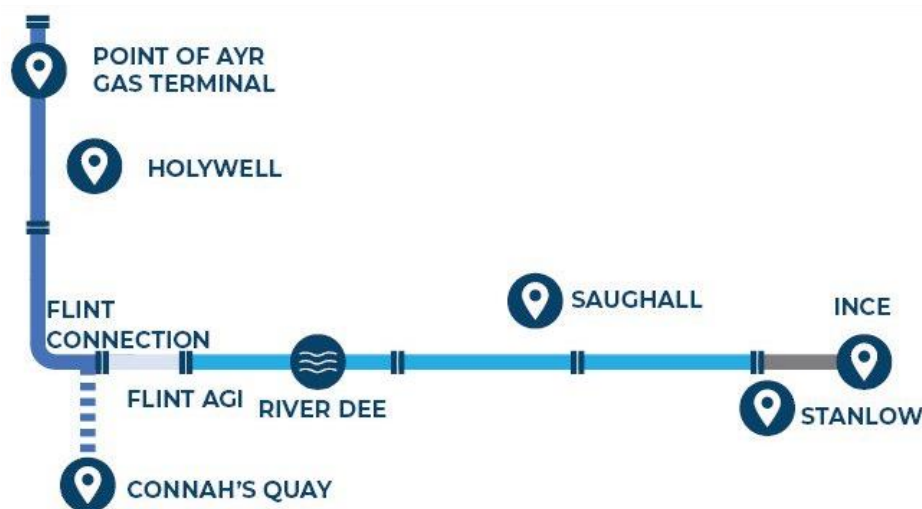 POINT OF AYR
GAS TERMINAL
HOLYWELL
FLINT
CONNECTION
SAUGHALL
INCE
FLINT AGI
RIVER DEE
STANLOW
CONNAH'S QUAY